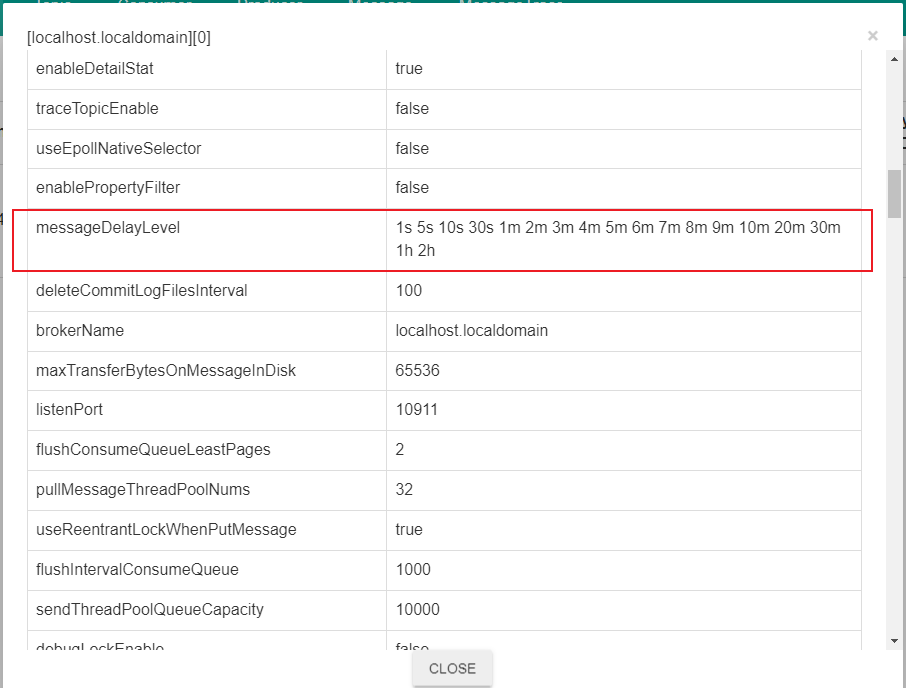 [localhost.localdomain][0]
×
enableDetailStat true
traceTopicEnable false
useEpollNativeSelector false
enablePropertyFilter false
messageDelayLevel 1s 5s 10s 30s 1m 2m 3m 4m 5m 6m 7m 8m 9m 10m 20m 30m
1h 2h
deleteCommitLogFilesInterval 100
brokerName localhost.localdomain
maxTransferBytesOnMessageInDisk 65536
listenPort 10911
flushConsumeQueueLeastPages 2
pullMessageThreadPoolNums 32
useReentrantLockWhenPutMessage true
flushIntervalConsumeQueue 1000
sendThreadPoolQueueCapacity 10000
debugLockEnable false
CLOSE